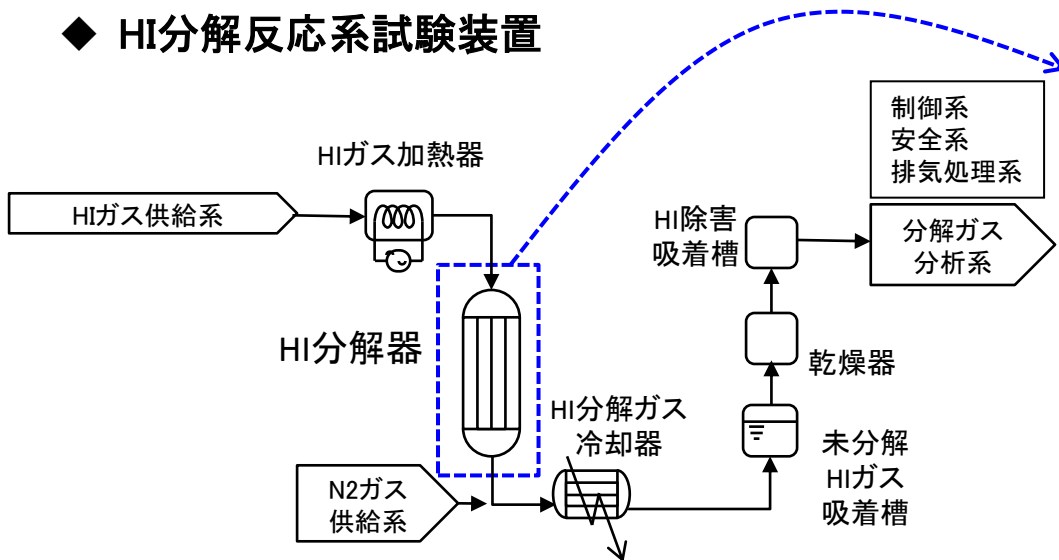 ◆ HI分解反応系試験装置
制御系
安全系
排気処理系
HIガス加熱器
HIガス供給系
HI除害
吸着槽
分解ガス
分析系
HI分解器
乾燥器
HI分解ガス
冷却器
未分解
HIガス
吸着槽
N2ガス
供給系